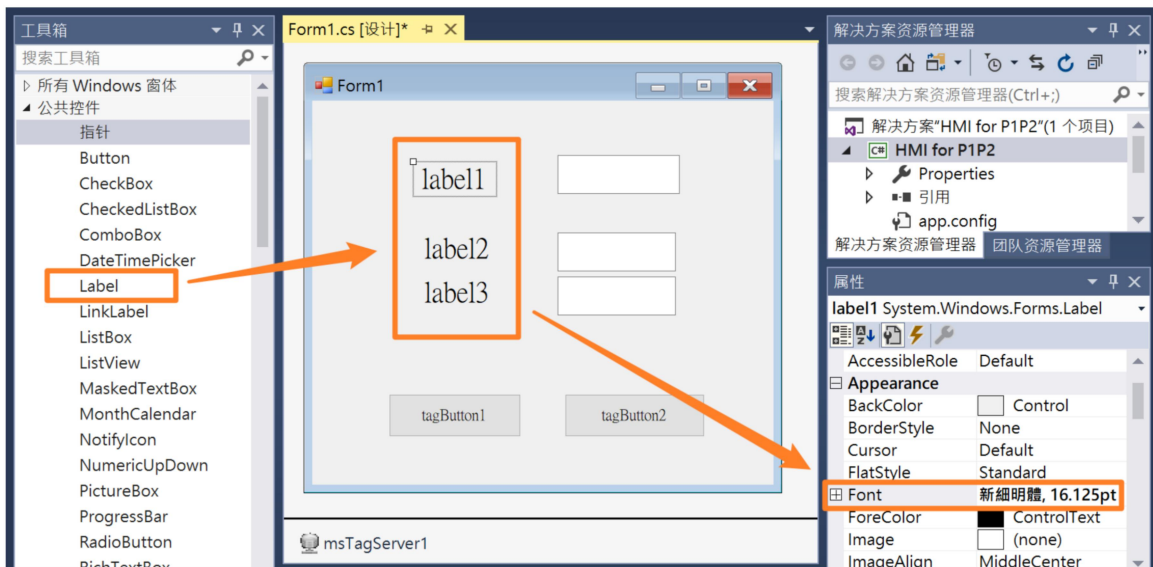 工具箱
搜索工具箱
所有 Windows 窗体
公共控件
指针
Button
CheckBox
CheckedListBox
ComboBox
DateTimePicker
Label
LinkLabel
ListBox
ListView
MaskedTextBox
MonthCalendar
NotifyIcon
NumericUpDown
PictureBox
ProgressBar
RadioButton
RichTextBox
Form1.cs [设计]*
Form1
label1
label2
label3
tagButton1
tagButton2
msTagServer1
解决方案资源管理器
搜索解决方案资源管理器(Ctrl+;)
解决方案"HMI for P1P2"(1 个项目)
C# HMI for P1P2
Properties
引用
app.config
解决方案资源管理器 团队资源管理器
属性
label1 System.Windows.Forms.Label
AccessibleRole Default
Appearance
BackColor Control
BorderStyle None
Cursor Default
FlatStyle Standard
Font 新細明體, 16.125pt
ForeColor ControlText
Image (none)
ImageAlign MiddleCenter